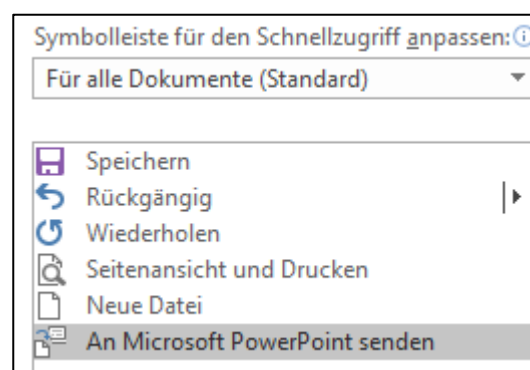 Symbolleiste für den Schnellzugriff anpassen:
Für alle Dokumente (Standard)
Speichern
Rückgängig
Wiederholen
Seitenansicht und Drucken
Neue Datei
An Microsoft PowerPoint senden